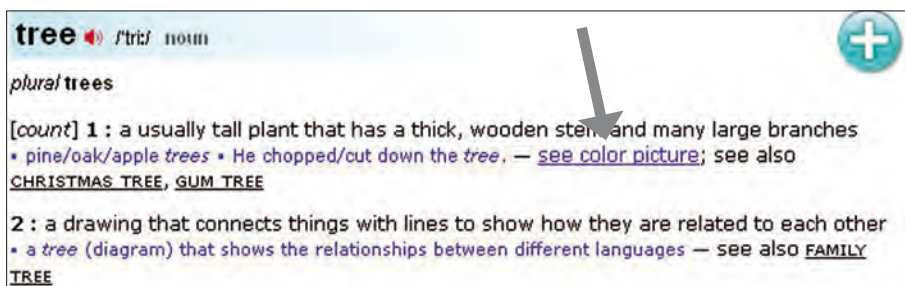 tree /ˈtriː/ noun
plural trees
[count] 1 : a usually tall plant that has a thick, wooden stem and many large branches
• pine/oak/apple trees • He chopped/cut down the tree. — see color picture; see also
CHRISTMAS TREE, GUM TREE
2 : a drawing that connects things with lines to show how they are related to each other
• a tree (diagram) that shows the relationships between different languages — see also FAMILY
TREE